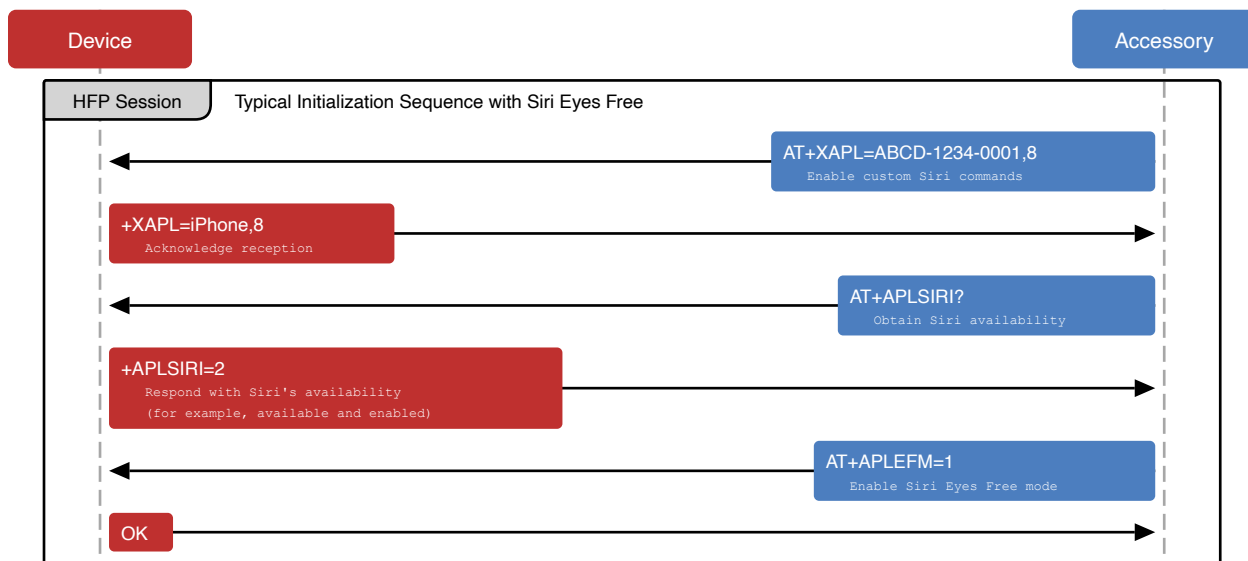 Device
Accessory
HFP Session
Typical Initialization Sequence with Siri Eyes Free
AT+XAPL=ABCD-1234-0001,8
Enable custom Siri commands
+XAPL=iPhone,8
Acknowledge reception
AT+APLSIRI?
Obtain Siri availability
+APLSIRI=2
Respond with Siri's availability
(for example, available and enabled)
AT+APLEFM=1
Enable Siri Eyes Free mode
OK